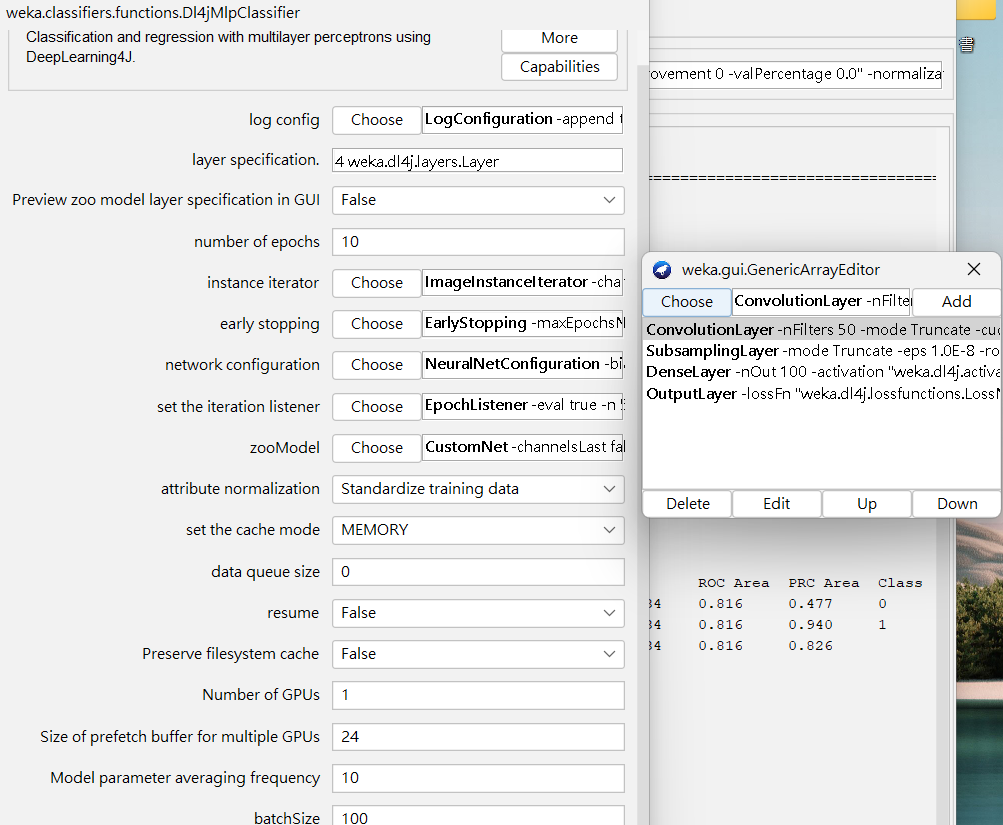 weka.classifiers.functions.Dl4jMlpClassifier
Classification and regression with multilayer perceptrons using
DeepLearning4J.
More
Capabilities
log config Choose LogConfiguration -append
layer specification. 4 weka.dl4j.layers.Layer
Preview zoo model layer specification in GUI False
number of epochs 10
instance iterator Choose ImageInstanceIterator -cha
early stopping Choose EarlyStopping -maxEpochsN
network configuration Choose NeuralNetConfiguration -bi
set the iteration listener Choose EpochListener -eval true -n
zooModel Choose CustomNet -channelsLast fal
attribute normalization Standardize training data
set the cache mode MEMORY
data queue size 0
resume False
Preserve filesystem cache False
Number of GPUs 1
Size of prefetch buffer for multiple GPUs 24
Model parameter averaging frequency 10
batchSize 100
ovement 0 -valPercentage 0.0" -normaliza
=================================
weka.gui.GenericArrayEditor
Choose ConvolutionLayer -nFilter Add
ConvolutionLayer -nFilters 50 -mode Truncate -cud
SubsamplingLayer -mode Truncate -eps 1.0E-8 -ro
DenseLayer -nOut 100 -activation "weka.dl4j.activa
OutputLayer -lossFn "weka.dl4j.lossfunctions.LossN
Delete Edit Up Down
ROC Area PRC Area Class
34 0.816 0.477 0
34 0.816 0.940 1
34 0.816 0.826
書